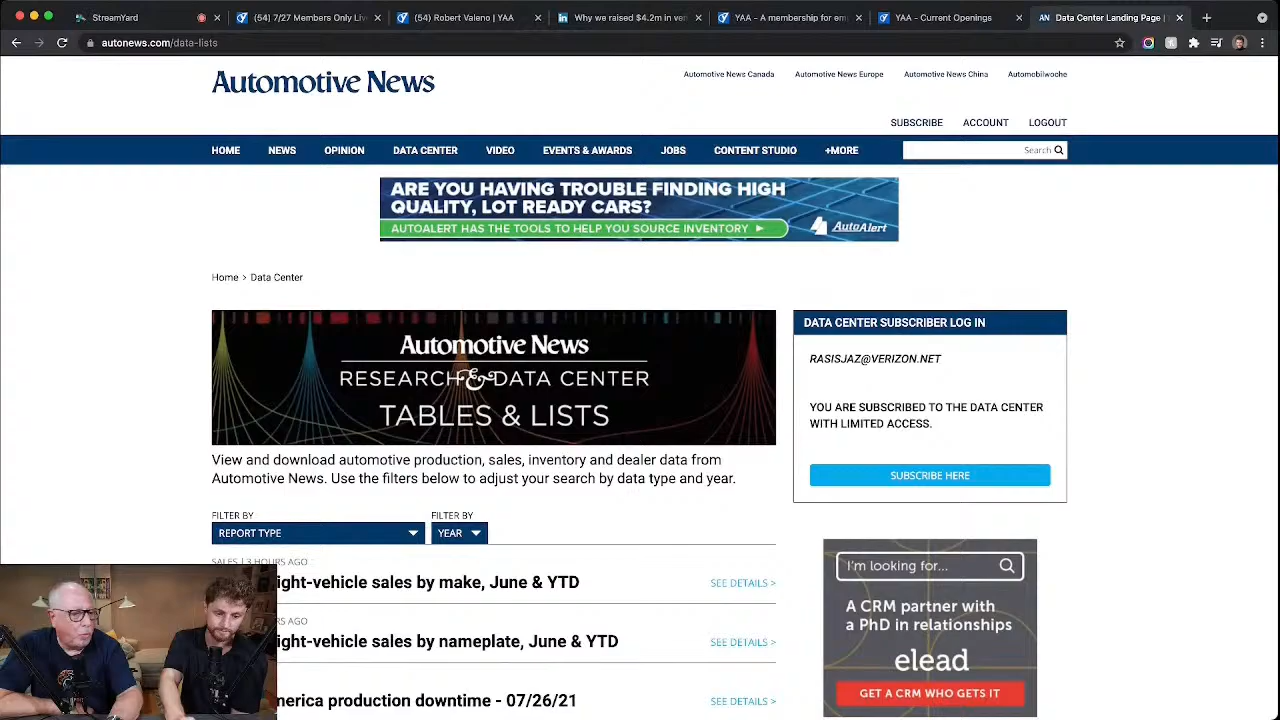 StreamYard
(54) 7/27 Members Only Live
(54) Robert Valeno | YAA
Why we raised $4.2m in ven
YAA - A membership for em
YAA - Current Openings
AN Data Center Landing Page |
autonews.com/data-lists
Automotive News
Automotive News Canada
Automotive News Europe
Automotive News China
Automobilwoche
SUBSCRIBE
ACCOUNT
LOGOUT
HOME
NEWS
OPINION
DATA CENTER
VIDEO
EVENTS & AWARDS
JOBS
CONTENT STUDIO
+MORE
Search
ARE YOU HAVING TROUBLE FINDING HIGH
QUALITY, LOT READY CARS?
AUTOALERT HAS THE TOOLS TO HELP YOU SOURCE INVENTORY
AutoAlert
Home > Data Center
Automotive News
RESEARCH & DATA CENTER
TABLES & LISTS
View and download automotive production, sales, inventory and dealer data from
Automotive News. Use the filters below to adjust your search by data type and year.
FILTER BY
FILTER BY
REPORT TYPE
YEAR
SALES | 3 HOURS AGO
ight-vehicle sales by make, June & YTD
SEE DETAILS >
RS AGO
ight-vehicle sales by nameplate, June & YTD
SEE DETAILS >
merica production downtime - 07/26/21
SEE DETAILS >
DATA CENTER SUBSCRIBER LOG IN
RASISJAZ@VERIZON.NET
YOU ARE SUBSCRIBED TO THE DATA CENTER
WITH LIMITED ACCESS.
SUBSCRIBE HERE
I'm looking for...
A CRM partner with
a PhD in relationships
elead
GET A CRM WHO GETS IT